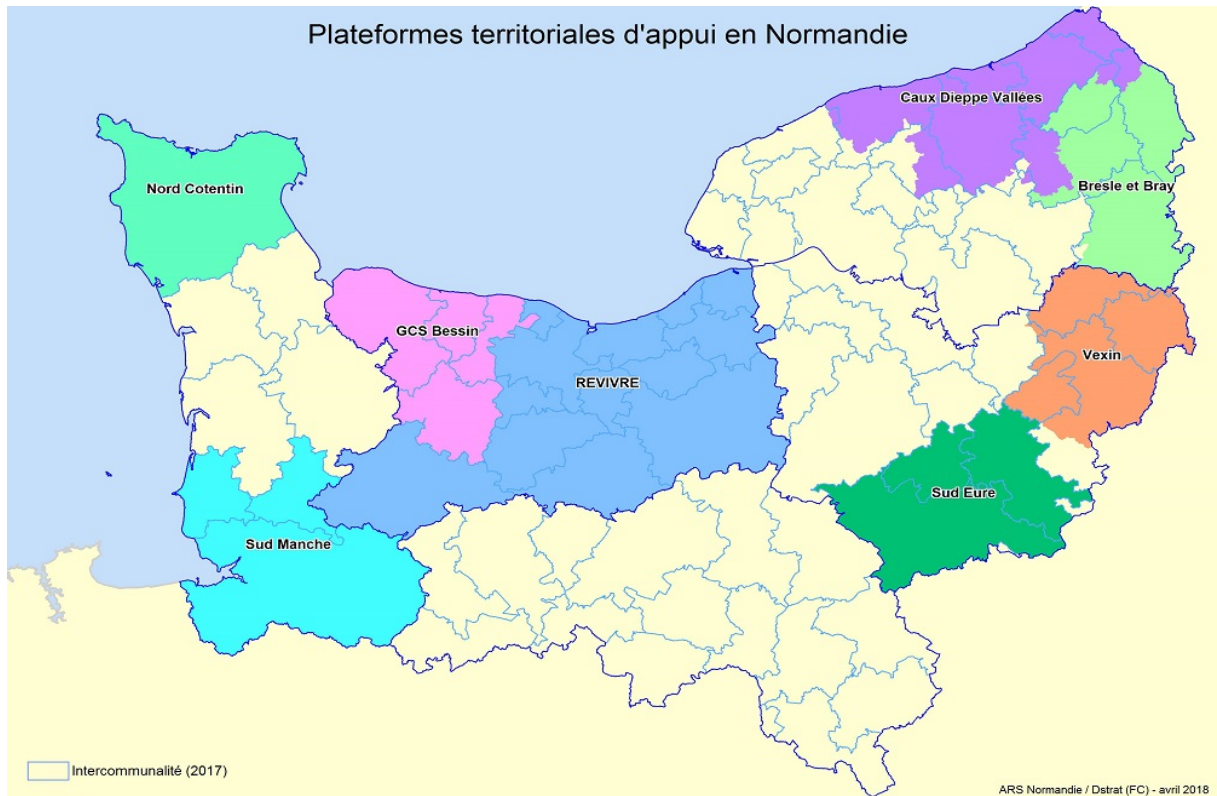 Plateformes territoriales d'appui en Normandie
Caux Dieppe Vallées
Nord Cotentin
Bresle et Bray
GCS Bessin
Vexin
REVIVRE
Sud Eure
Sud Manche
Intercommunalité (2017)
ARS Normandie / Dstrat (FC) - avril 2018